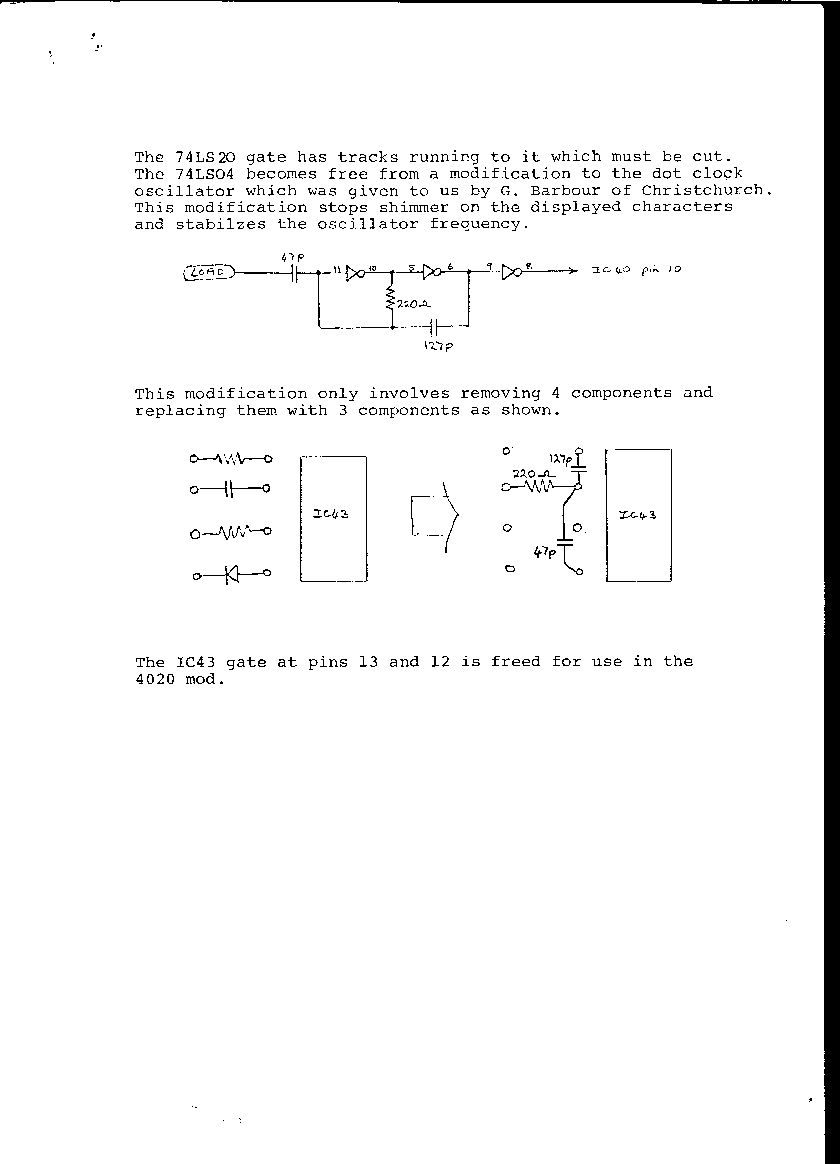 The 74LS20 gate has tracks running to it which must be cut.
The 74LS04 becomes free from a modification to the dot clock
oscillator which was given to us by G. Barbour of Christchurch.
This modification stops shimmer on the displayed characters
and stabilzes the oscillator frequency.
47p
LOAD 11 10 5 6 9 8 IC40 pin 10
220Ω
127p
This modification only involves removing 4 components and
replacing them with 3 components as shown.
127p
220Ω
IC43 IC43
47p
The IC43 gate at pins 13 and 12 is freed for use in the
4020 mod.